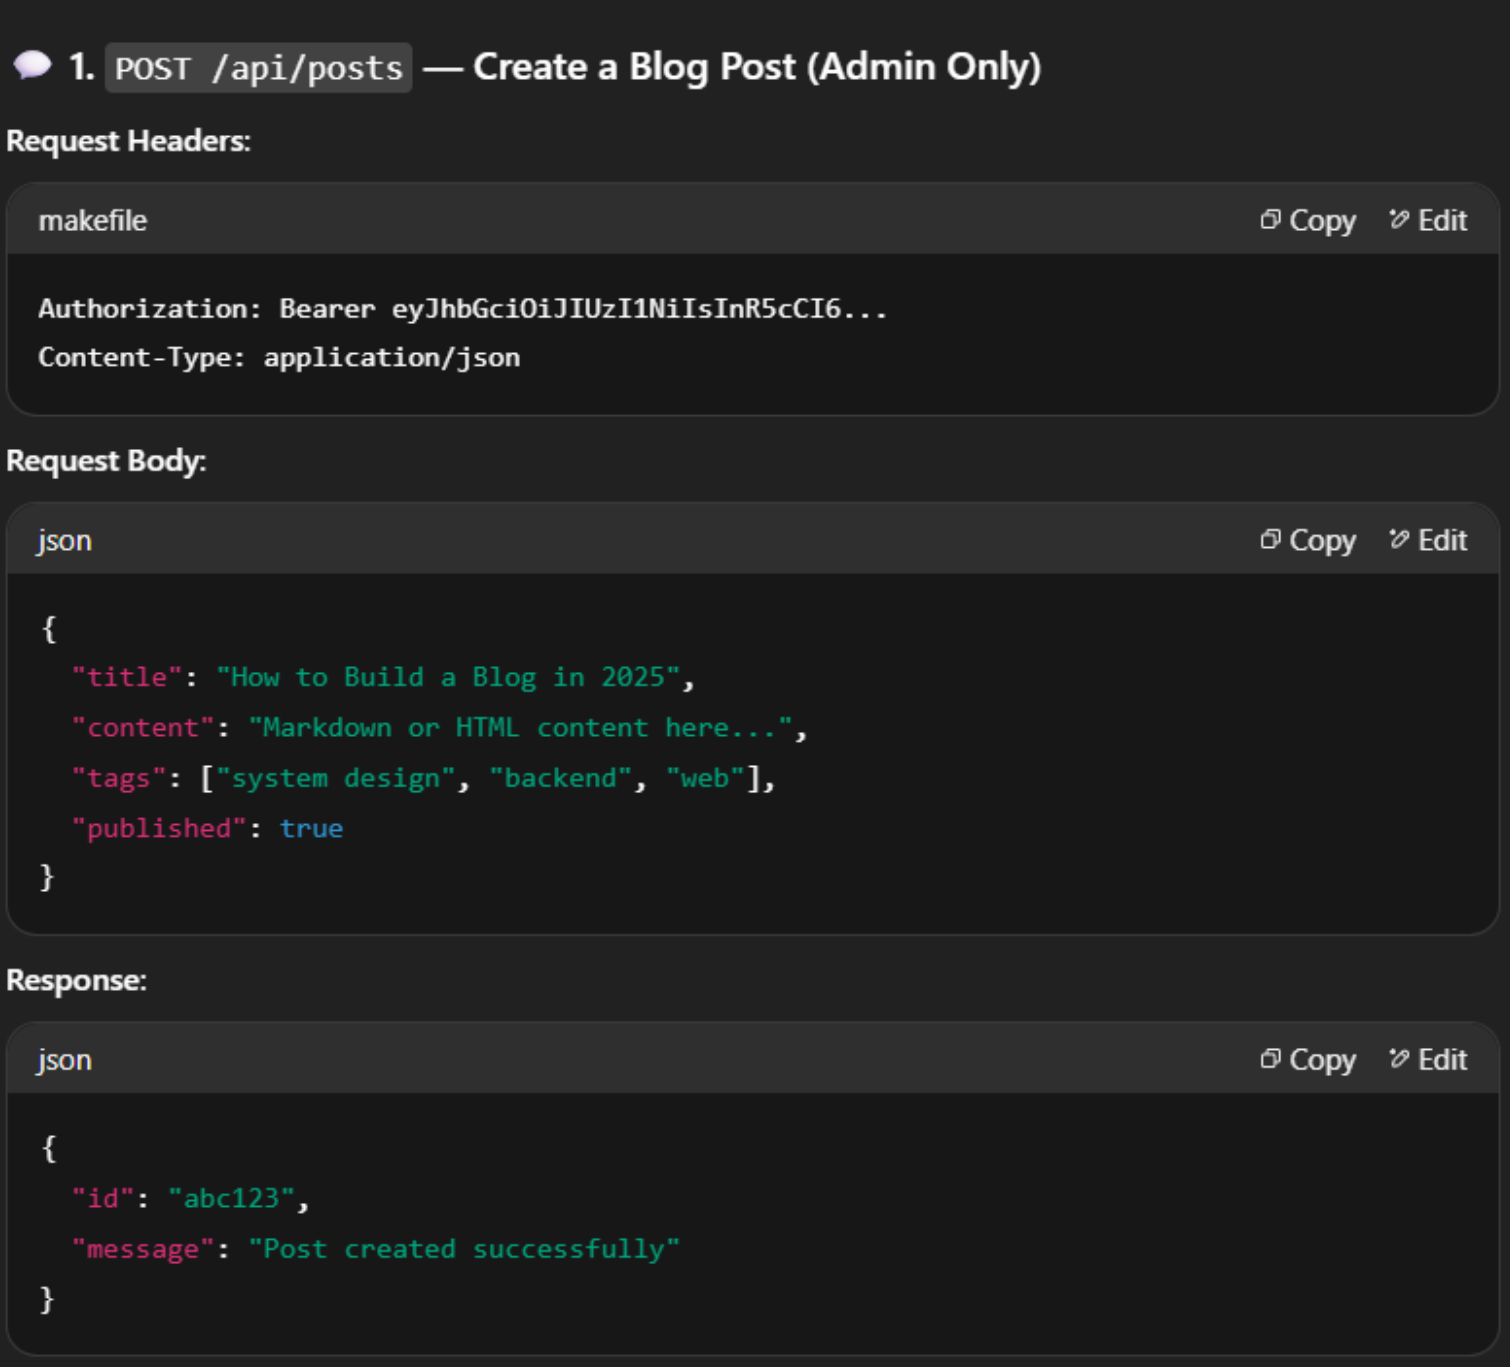 💬 1. POST /api/posts — Create a Blog Post (Admin Only)
Request Headers:
makefile Copy Edit
Authorization: Bearer eyJhbGciOiJIUzI1NiIsInR5cCI6...
Content-Type: application/json
Request Body:
json Copy Edit
{
  "title": "How to Build a Blog in 2025",
  "content": "Markdown or HTML content here...",
  "tags": ["system design", "backend", "web"],
  "published": true
}
Response:
json Copy Edit
{
  "id": "abc123",
  "message": "Post created successfully"
}